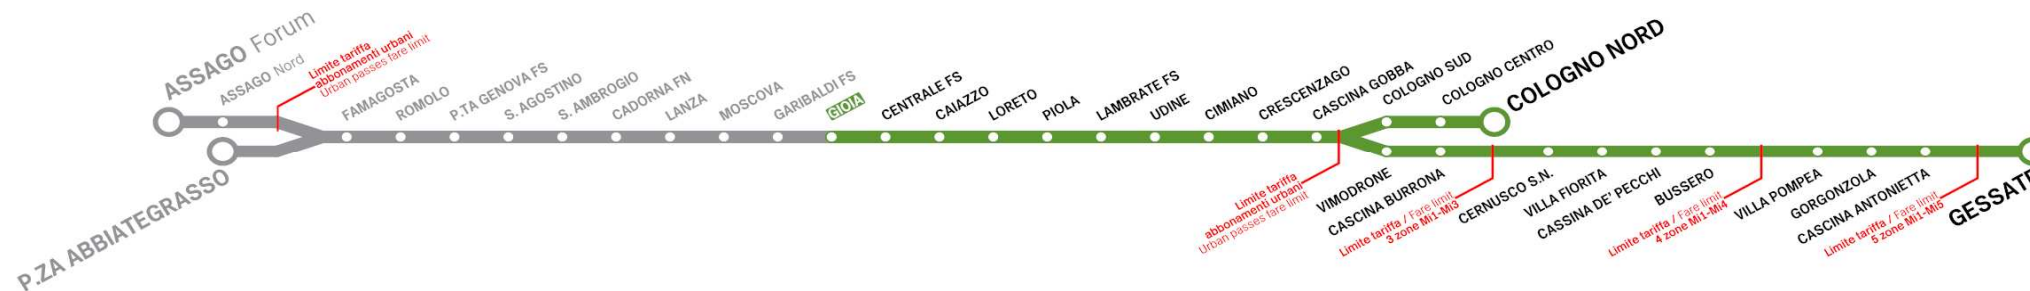 ASSAGO Forum
ASSAGO Nord
Limite tariffa
abbonamenti urbani
Urban passes fare limit
P.ZA ABBIATEGRASSO
FAMAGOSTA
ROMOLO
P.TA GENOVA FS
S. AGOSTINO
S. AMBROGIO
CADORNA FN
LANZA
MOSCOVA
GARIBALDI FS
GIOIA
CENTRALE FS
CAIAZZO
LORETO
PIOLA
LAMBRATE FS
UDINE
CIMIANO
CRESCENZAGO
CASCINA GOBBA
COLOGNO SUD
COLOGNO CENTRO
COLOGNO NORD
Limite tariffa
abbonamenti urbani
Urban passes fare limit
VIMODRONE
CASCINA BURRONA
Limite tariffa / Fare limit
3 zone Mi1-Mi3
CERNUSCO S.N.
VILLA FIORITA
CASSINA DE' PECCHI
BUSSERO
Limite tariffa / Fare limit
4 zone Mi1-Mi4
VILLA POMPEA
GORGONZOLA
CASCINA ANTONIETTA
Limite tariffa / Fare limit
5 zone Mi1-Mi5
GESSATE